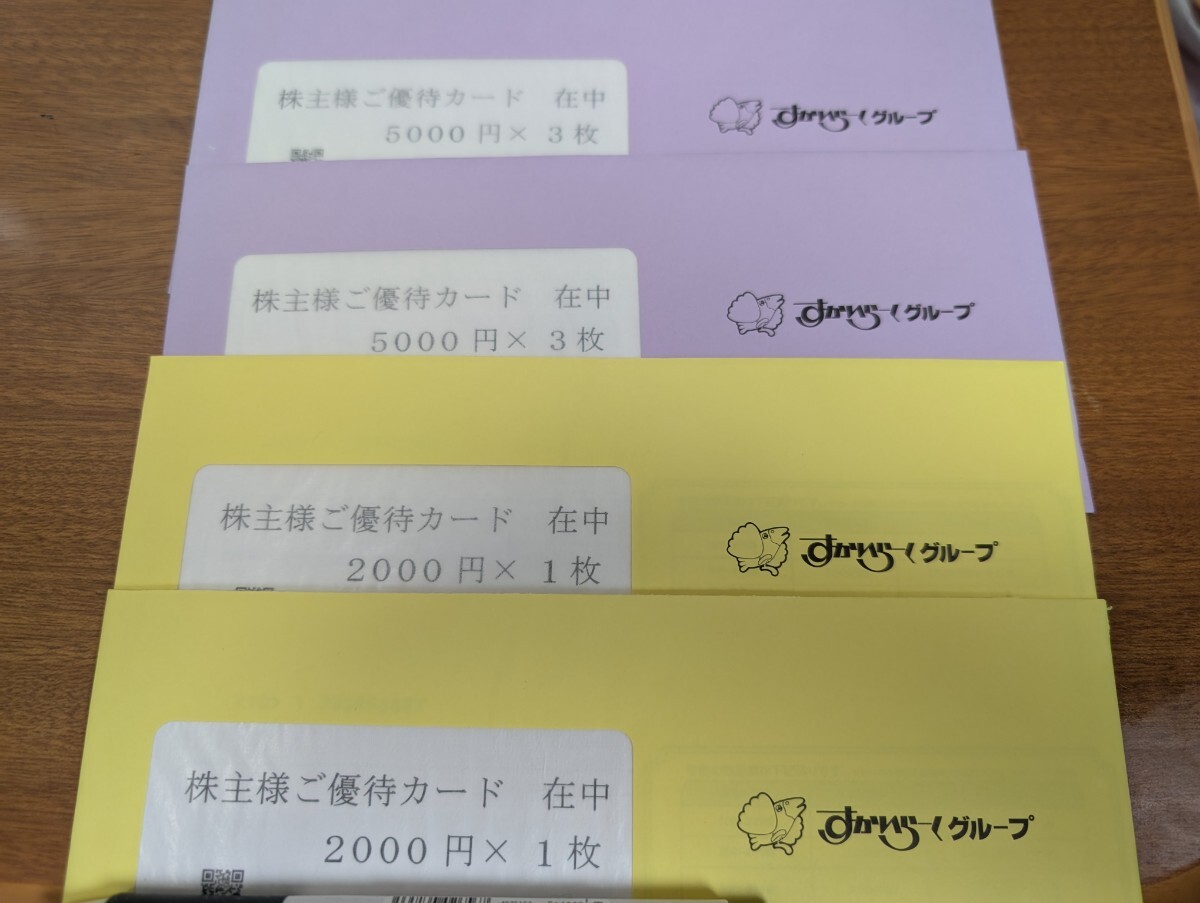 株主様ご優待カード 在中
5000円× 3枚
すかいらーくグループ
株主様ご優待カード 在中
5000円× 3枚
すかいらーくグループ
株主様ご優待カード 在中
2000円× 1枚
すかいらーくグループ
株主様ご優待カード 在中
2000円× 1枚
すかいらーくグループ